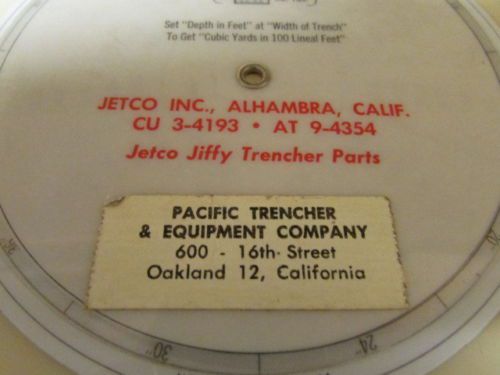 Set "Depth in Feet" at "Width of Trench"
To Get "Cubic Yards in 100 Lineal Feet"
JETCO INC., ALHAMBRA, CALIF.
CU 3-4193 • AT 9-4354
Jetco Jiffy Trencher Parts
PACIFIC TRENCHER
& EQUIPMENT COMPANY
600 - 16th Street
Oakland 12, California
36"
30"
24"